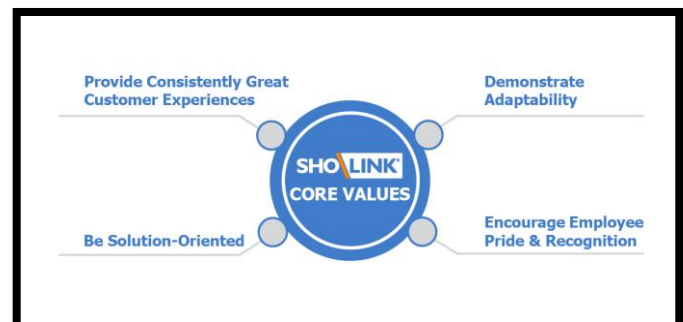 Provide Consistently Great
Customer Experiences
Demonstrate
Adaptability
SHO LINK®
CORE VALUES
Be Solution-Oriented
Encourage Employee
Pride & Recognition